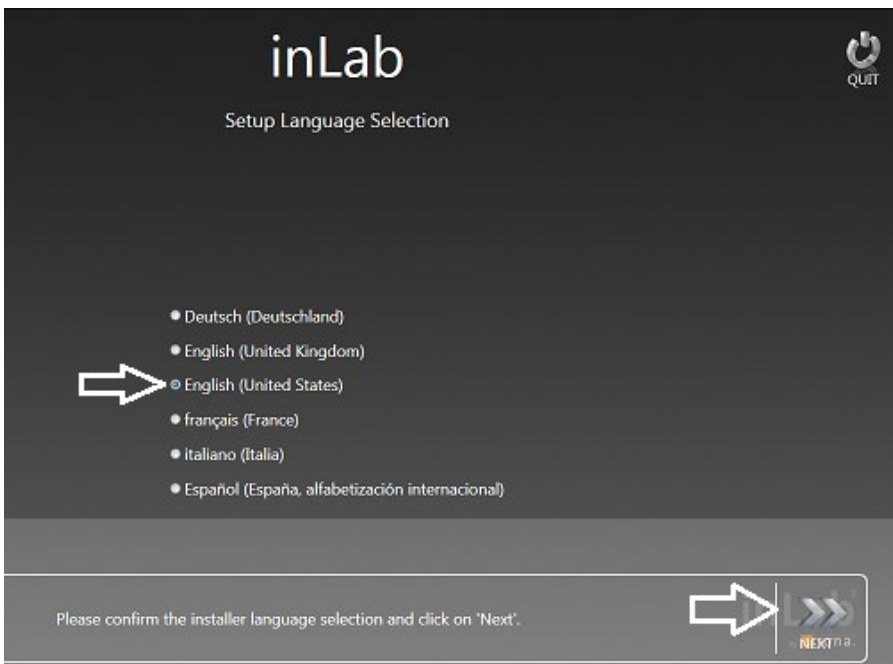 inLab
QUIT
Setup Language Selection
Deutsch (Deutschland)
English (United Kingdom)
English (United States)
français (France)
italiano (Italia)
Español (España, alfabetización internacional)
Please confirm the installer language selection and click on 'Next'.
NEXT